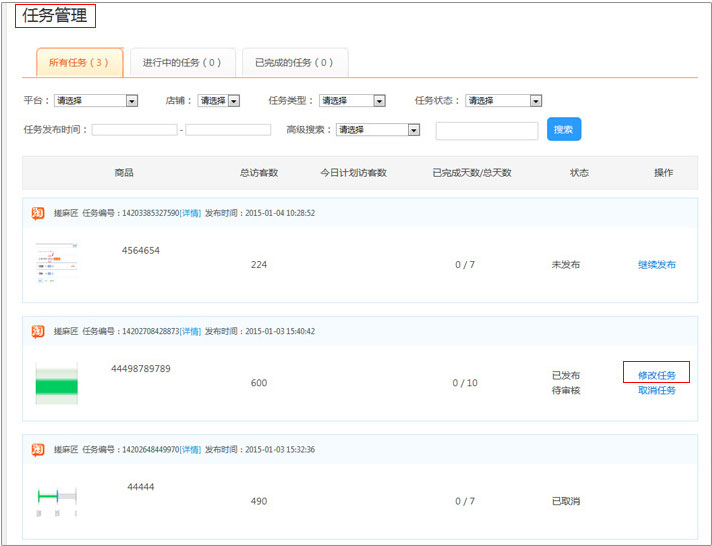 任务管理
所有任务(3) 进行中的任务(0) 已完成的任务(0)
平台: 请选择 店铺: 请选择 任务类型: 请选择 任务状态: 请选择
任务发布时间: - 高级搜索: 请选择 搜索
商品 总访客数 今日计划访客数 已完成天数/总天数 状态 操作
淘 搓麻区 任务编号:14203385327590[详情] 发布时间:2015-01-04 10:28:52
4564654
224 0 / 7 未发布 继续发布
淘 搓麻区 任务编号:14202708428873[详情] 发布时间:2015-01-03 15:40:42
44498789789
600 0 / 10 已发布 修改任务
待审核 取消任务
淘 搓麻区 任务编号:14202648449970[详情] 发布时间:2015-01-03 15:32:36
44444
490 0 / 7 已取消